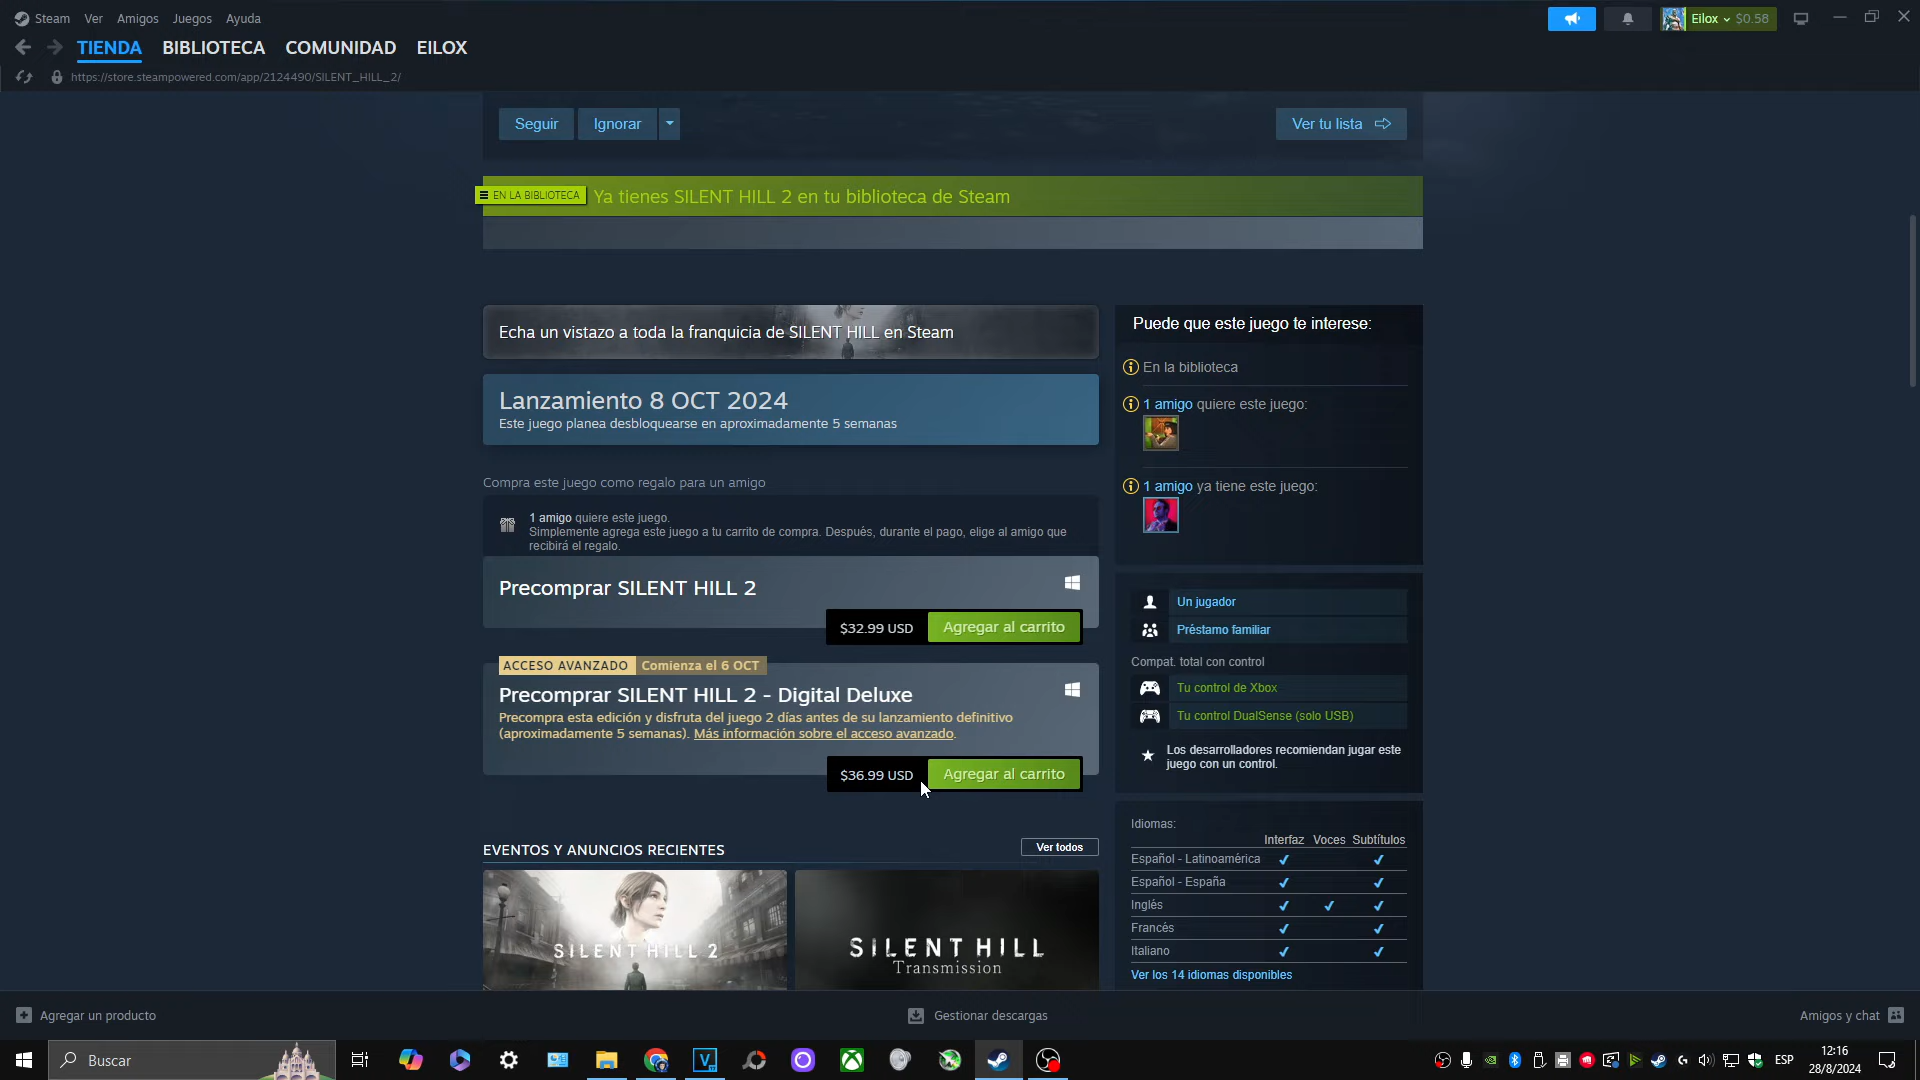 Steam Ver Amigos Juegos Ayuda
Eilox $0.58
TIENDA BIBLIOTECA COMUNIDAD EILOX
https://store.steampowered.com/app/2124490/SILENT_HILL_2/
Seguir Ignorar Ver tu lista
EN LA BIBLIOTECA Ya tienes SILENT HILL 2 en tu biblioteca de Steam
Echa un vistazo a toda la franquicia de SILENT HILL en Steam
Lanzamiento 8 OCT 2024
Este juego planea desbloquearse en aproximadamente 5 semanas
Compra este juego como regalo para un amigo
1 amigo quiere este juego.
Simplemente agrega este juego a tu carrito de compra. Después, durante el pago, elige al amigo que
recibirá el regalo.
Precomprar SILENT HILL 2
$32.99 USD Agregar al carrito
ACCESO AVANZADO Comienza el 6 OCT
Precomprar SILENT HILL 2 - Digital Deluxe
Precompra esta edición y disfruta del juego 2 días antes de su lanzamiento definitivo
(aproximadamente 5 semanas). Más información sobre el acceso avanzado.
$36.99 USD Agregar al carrito
EVENTOS Y ANUNCIOS RECIENTES Ver todos
SILENT HILL 2
SILENT HILL
Transmission
Puede que este juego te interese:
En la biblioteca
1 amigo quiere este juego:
1 amigo ya tiene este juego:
Un jugador
Préstamo familiar
Compat. total con control
Tu control de Xbox
Tu control DualSense (solo USB)
Los desarrolladores recomiendan jugar este
juego con un control.
Idiomas:
Interfaz Voces Subtítulos
Español - Latinoamérica
Español - España
Inglés
Francés
Italiano
Ver los 14 idiomas disponibles
Agregar un producto Gestionar descargas Amigos y chat
Buscar
ESP
12:16
28/8/2024